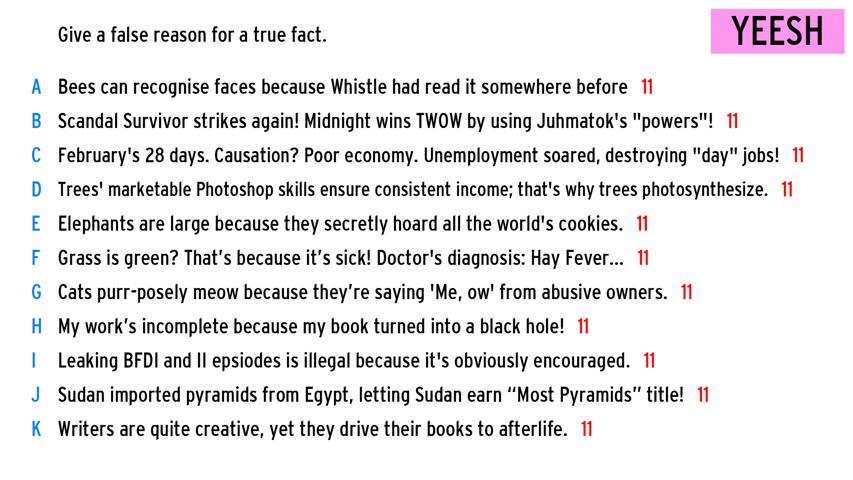 Give a false reason for a true fact.
YEESH
A Bees can recognise faces because Whistle had read it somewhere before 11
B Scandal Survivor strikes again! Midnight wins TWOW by using Juhmatok's "powers"! 11
C February's 28 days. Causation? Poor economy. Unemployment soared, destroying "day" jobs! 11
D Trees' marketable Photoshop skills ensure consistent income; that's why trees photosynthesize. 11
E Elephants are large because they secretly hoard all the world's cookies. 11
F Grass is green? That’s because it’s sick! Doctor's diagnosis: Hay Fever... 11
G Cats purr-posely meow because they’re saying 'Me, ow' from abusive owners. 11
H My work’s incomplete because my book turned into a black hole! 11
I Leaking BFDI and II epsiodes is illegal because it's obviously encouraged. 11
J Sudan imported pyramids from Egypt, letting Sudan earn “Most Pyramids” title! 11
K Writers are quite creative, yet they drive their books to afterlife. 11